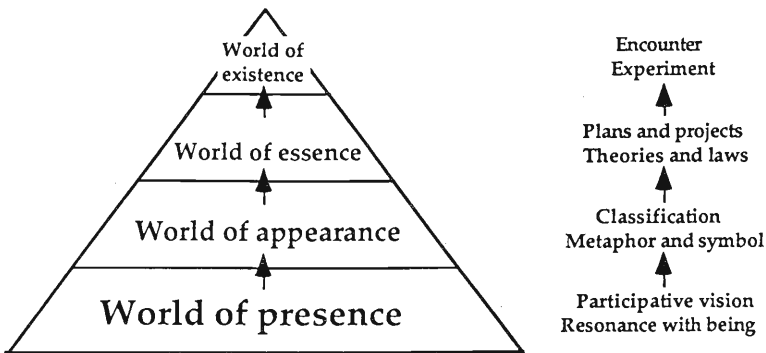 World of
existence
World of essence
World of appearance
World of presence
Encounter
Experiment
Plans and projects
Theories and laws
Classification
Metaphor and symbol
Participative vision
Resonance with being